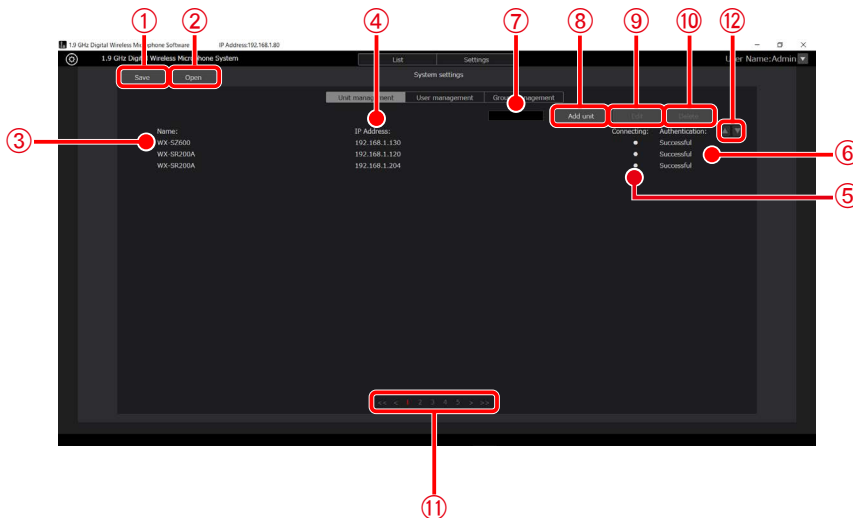 ① ② ④ ⑦ ⑧ ⑨ ⑩ ⑫
1.9 GHz Digital Wireless Microphone Software IP Address:192.168.1.80
1.9 GHz Digital Wireless Microphone System List Settings User Name:Admin
Save Open System settings
Unit management User management Group management
Add unit Edit Delete
Name: IP Address: Connecting: Authentication:
③ WX-SZ600 192.168.1.130 Successful
WX-SR200A 192.168.1.120 Successful ⑥
WX-SR200A 192.168.1.204 Successful
⑤
<< < 1 2 3 4 5 > >>
⑪